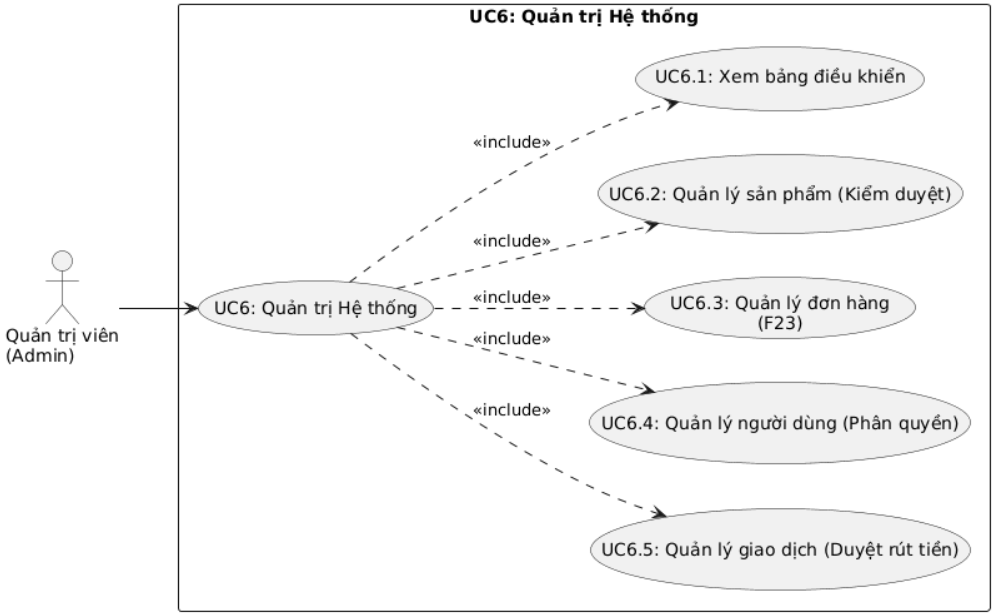 UC6: Quản trị Hệ thống
UC6.1: Xem bảng điều khiển
«include»
UC6.2: Quản lý sản phẩm (Kiểm duyệt)
«include»
UC6: Quản trị Hệ thống
«include»
UC6.3: Quản lý đơn hàng
(F23)
Quản trị viên
(Admin)
«include»
UC6.4: Quản lý người dùng (Phân quyền)
«include»
UC6.5: Quản lý giao dịch (Duyệt rút tiền)